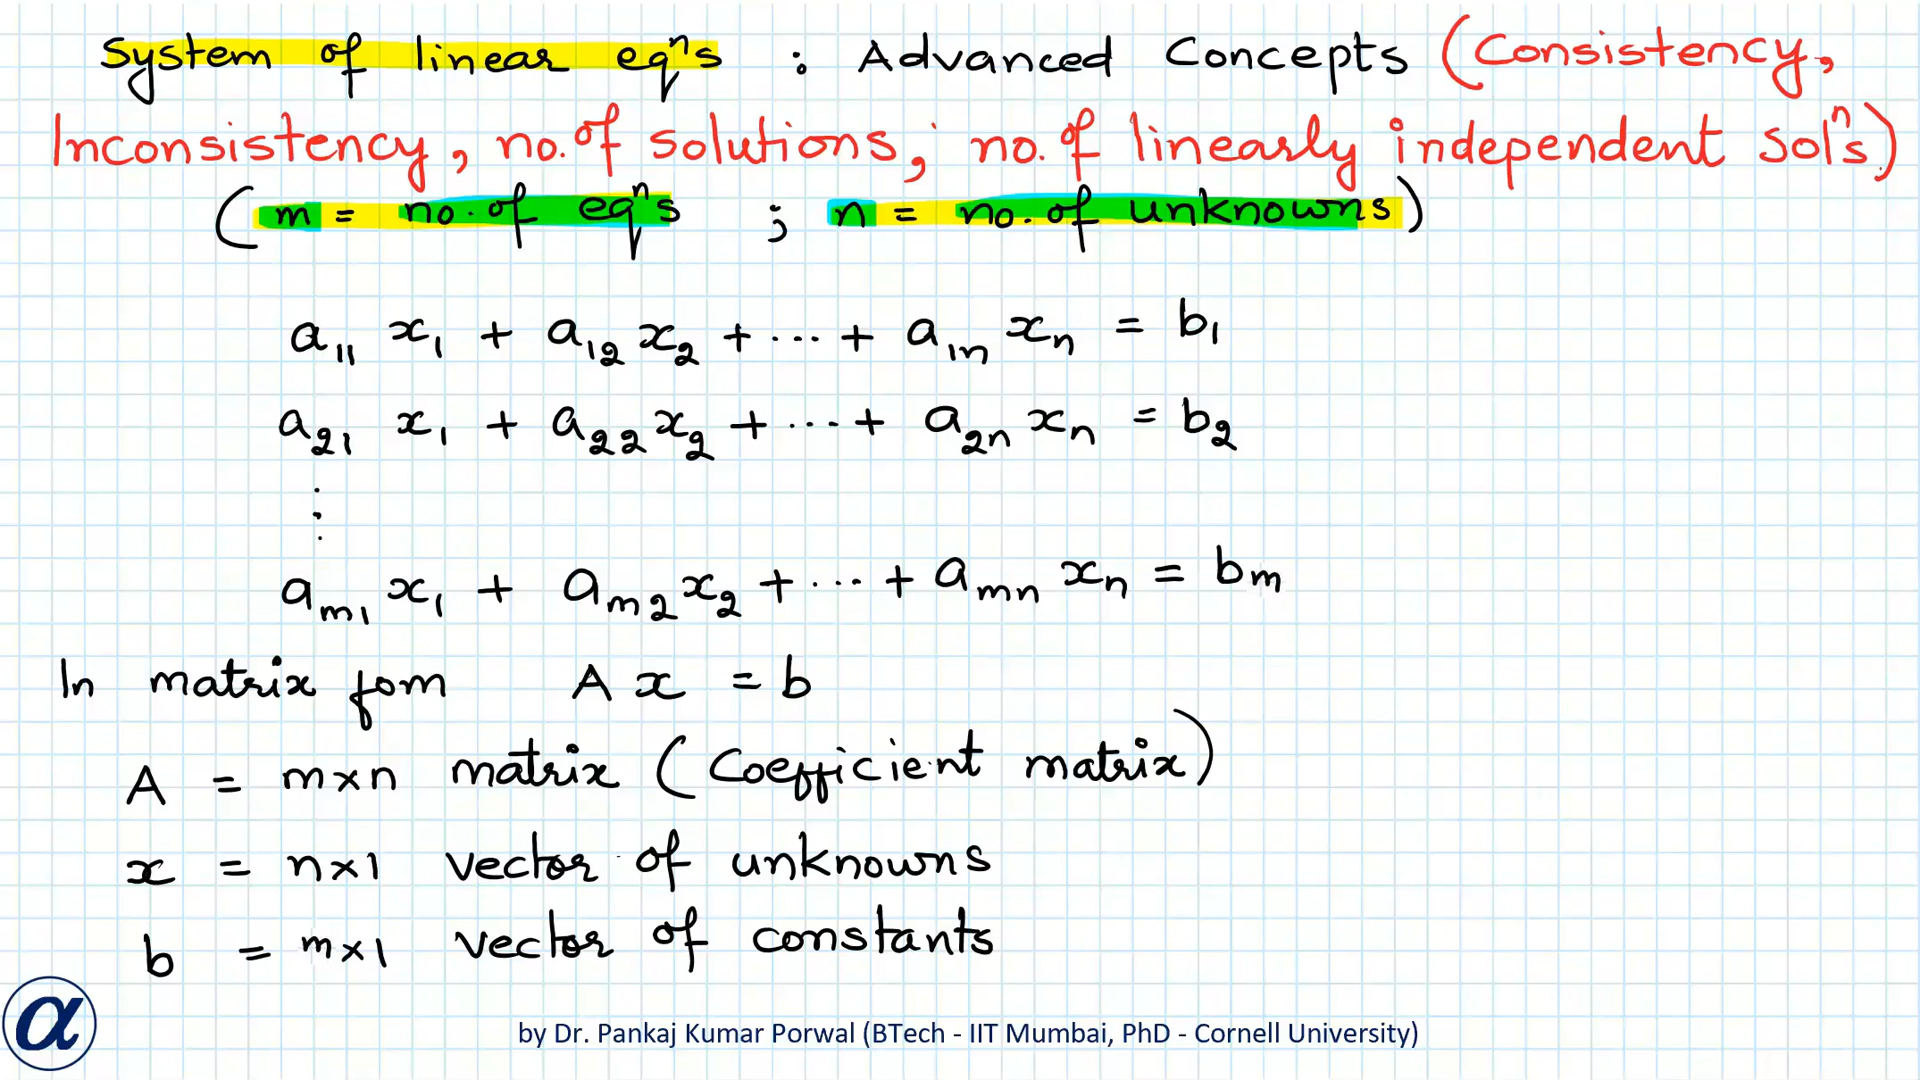 System of linear eqⁿs : Advanced Concepts (Consistency,
Inconsistency, no. of solutions, ; no. of linearly independent solⁿs)
(m = no. of eqⁿs ; n = no. of unknowns)
a₁₁ x₁ + a₁₂ x₂ + ... + a₁ₙ xₙ = b₁
a₂₁ x₁ + a₂₂ x₂ + ... + a₂ₙ xₙ = b₂
⋮
aₘ₁ x₁ + aₘ₂ x₂ + ... + aₘₙ xₙ = bₘ
In matrix fom A x = b
A = m×n matrix (Coefficient matrix)
x = n×1 vector of unknowns
b = m×1 vector of constants
α
by Dr. Pankaj Kumar Porwal (BTech - IIT Mumbai, PhD - Cornell University)